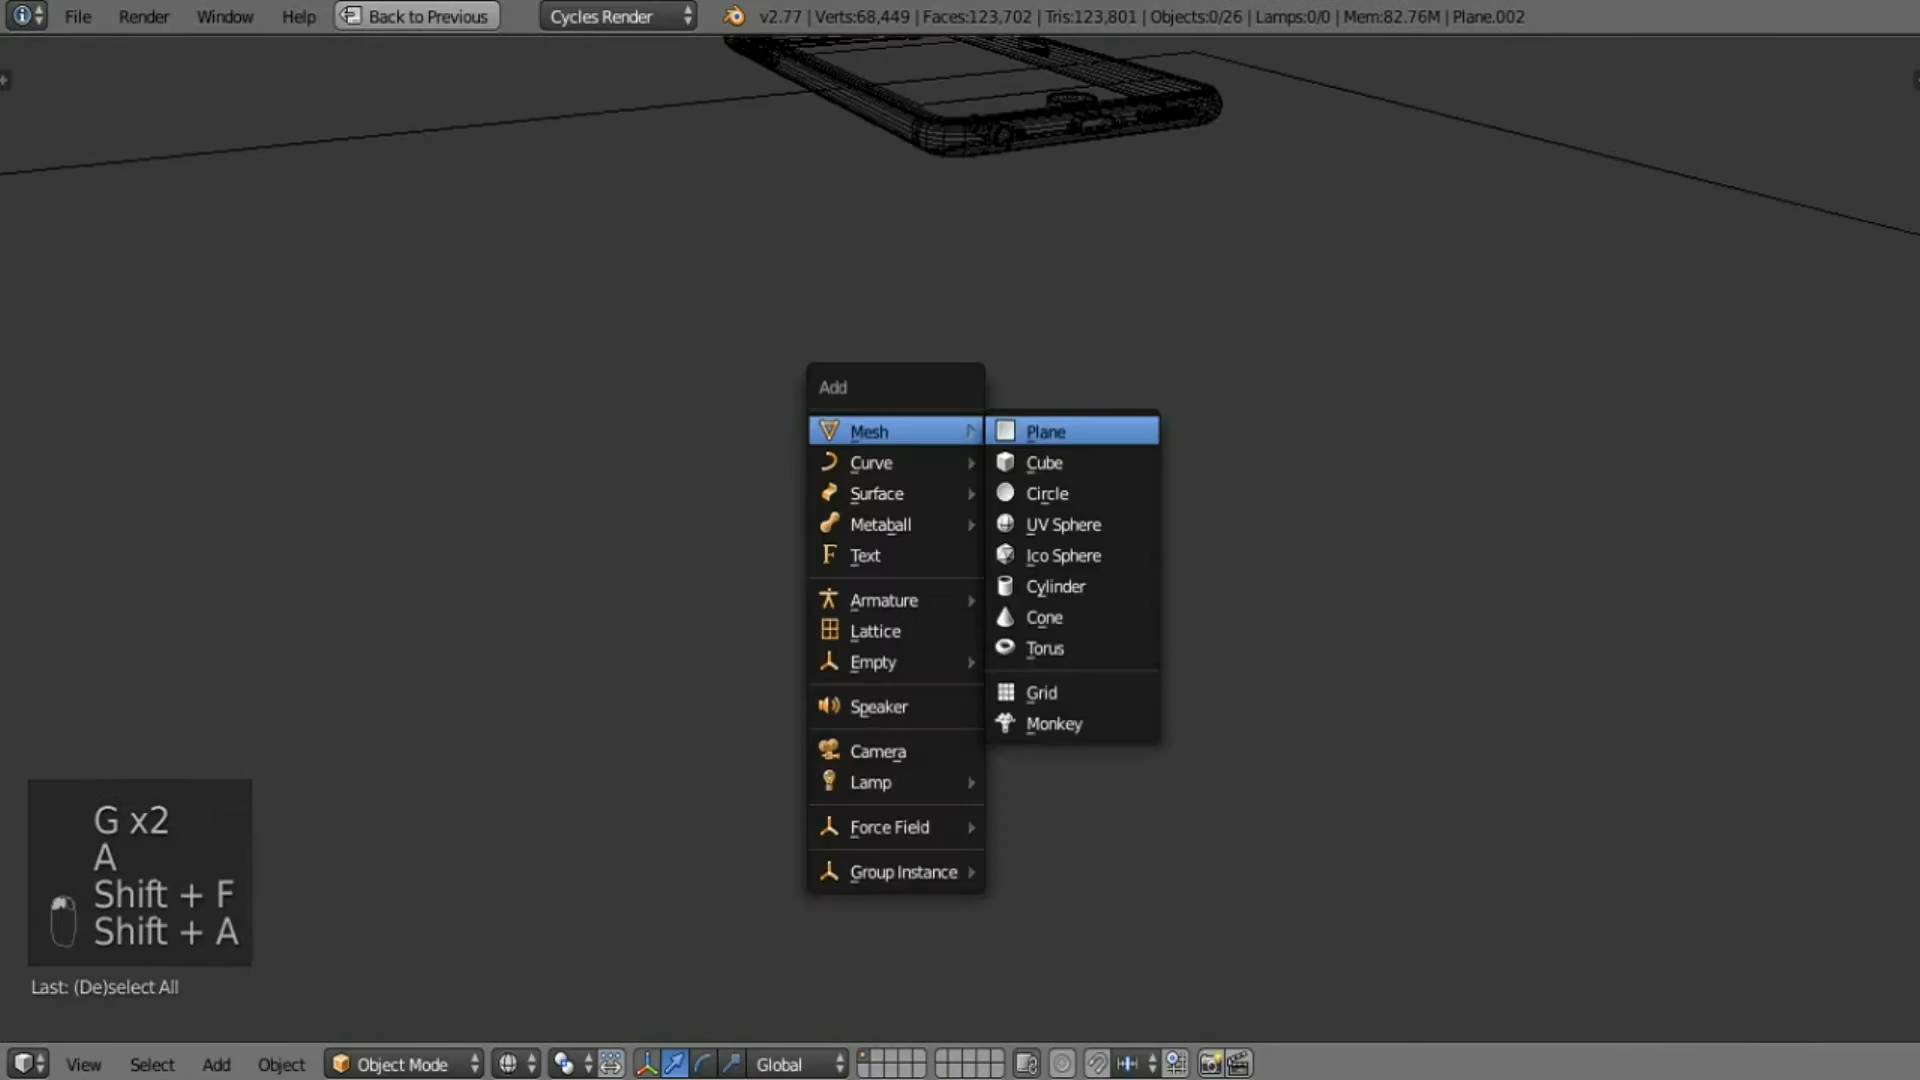 File Render Window Help Back to Previous Cycles Render v2.77 | Verts:68,449 | Faces:123,702 | Tris:123,801 | Objects:0/26 | Lamps:0/0 | Mem:82.76M | Plane.002
Add
Mesh
Curve
Surface
Metaball
Text
Armature
Lattice
Empty
Speaker
Camera
Lamp
Force Field
Group Instance
Plane
Cube
Circle
UV Sphere
Ico Sphere
Cylinder
Cone
Torus
Grid
Monkey
G x2
A
Shift + F
Shift + A
Last: (De)select All
View Select Add Object Object Mode Global